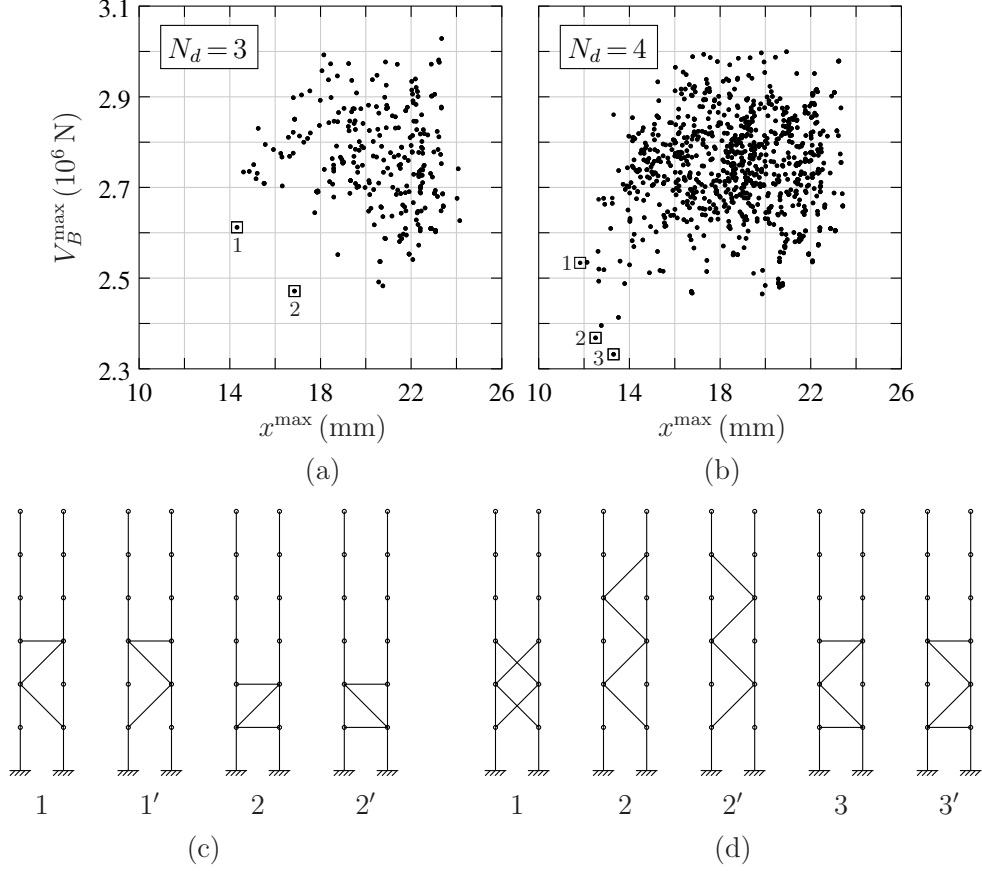 3.1
2.9
2.7
2.5
2.3
V_B^max (10^6 N)
N_d = 3
1
2
10 14 18 22 26
x^max (mm)
(a)
N_d = 4
1
2
3
10 14 18 22 26
x^max (mm)
(b)
1 1′ 2 2′
(c)
1 2 2′ 3 3′
(d)